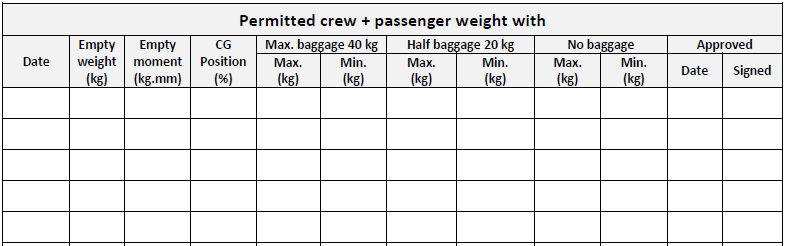 Permitted crew + passenger weight with
Date Empty weight (kg) Empty moment (kg.mm) CG Position (%) Max. baggage 40 kg Half baggage 20 kg No baggage Approved
Max. (kg) Min. (kg) Max. (kg) Min. (kg) Max. (kg) Min. (kg) Date Signed